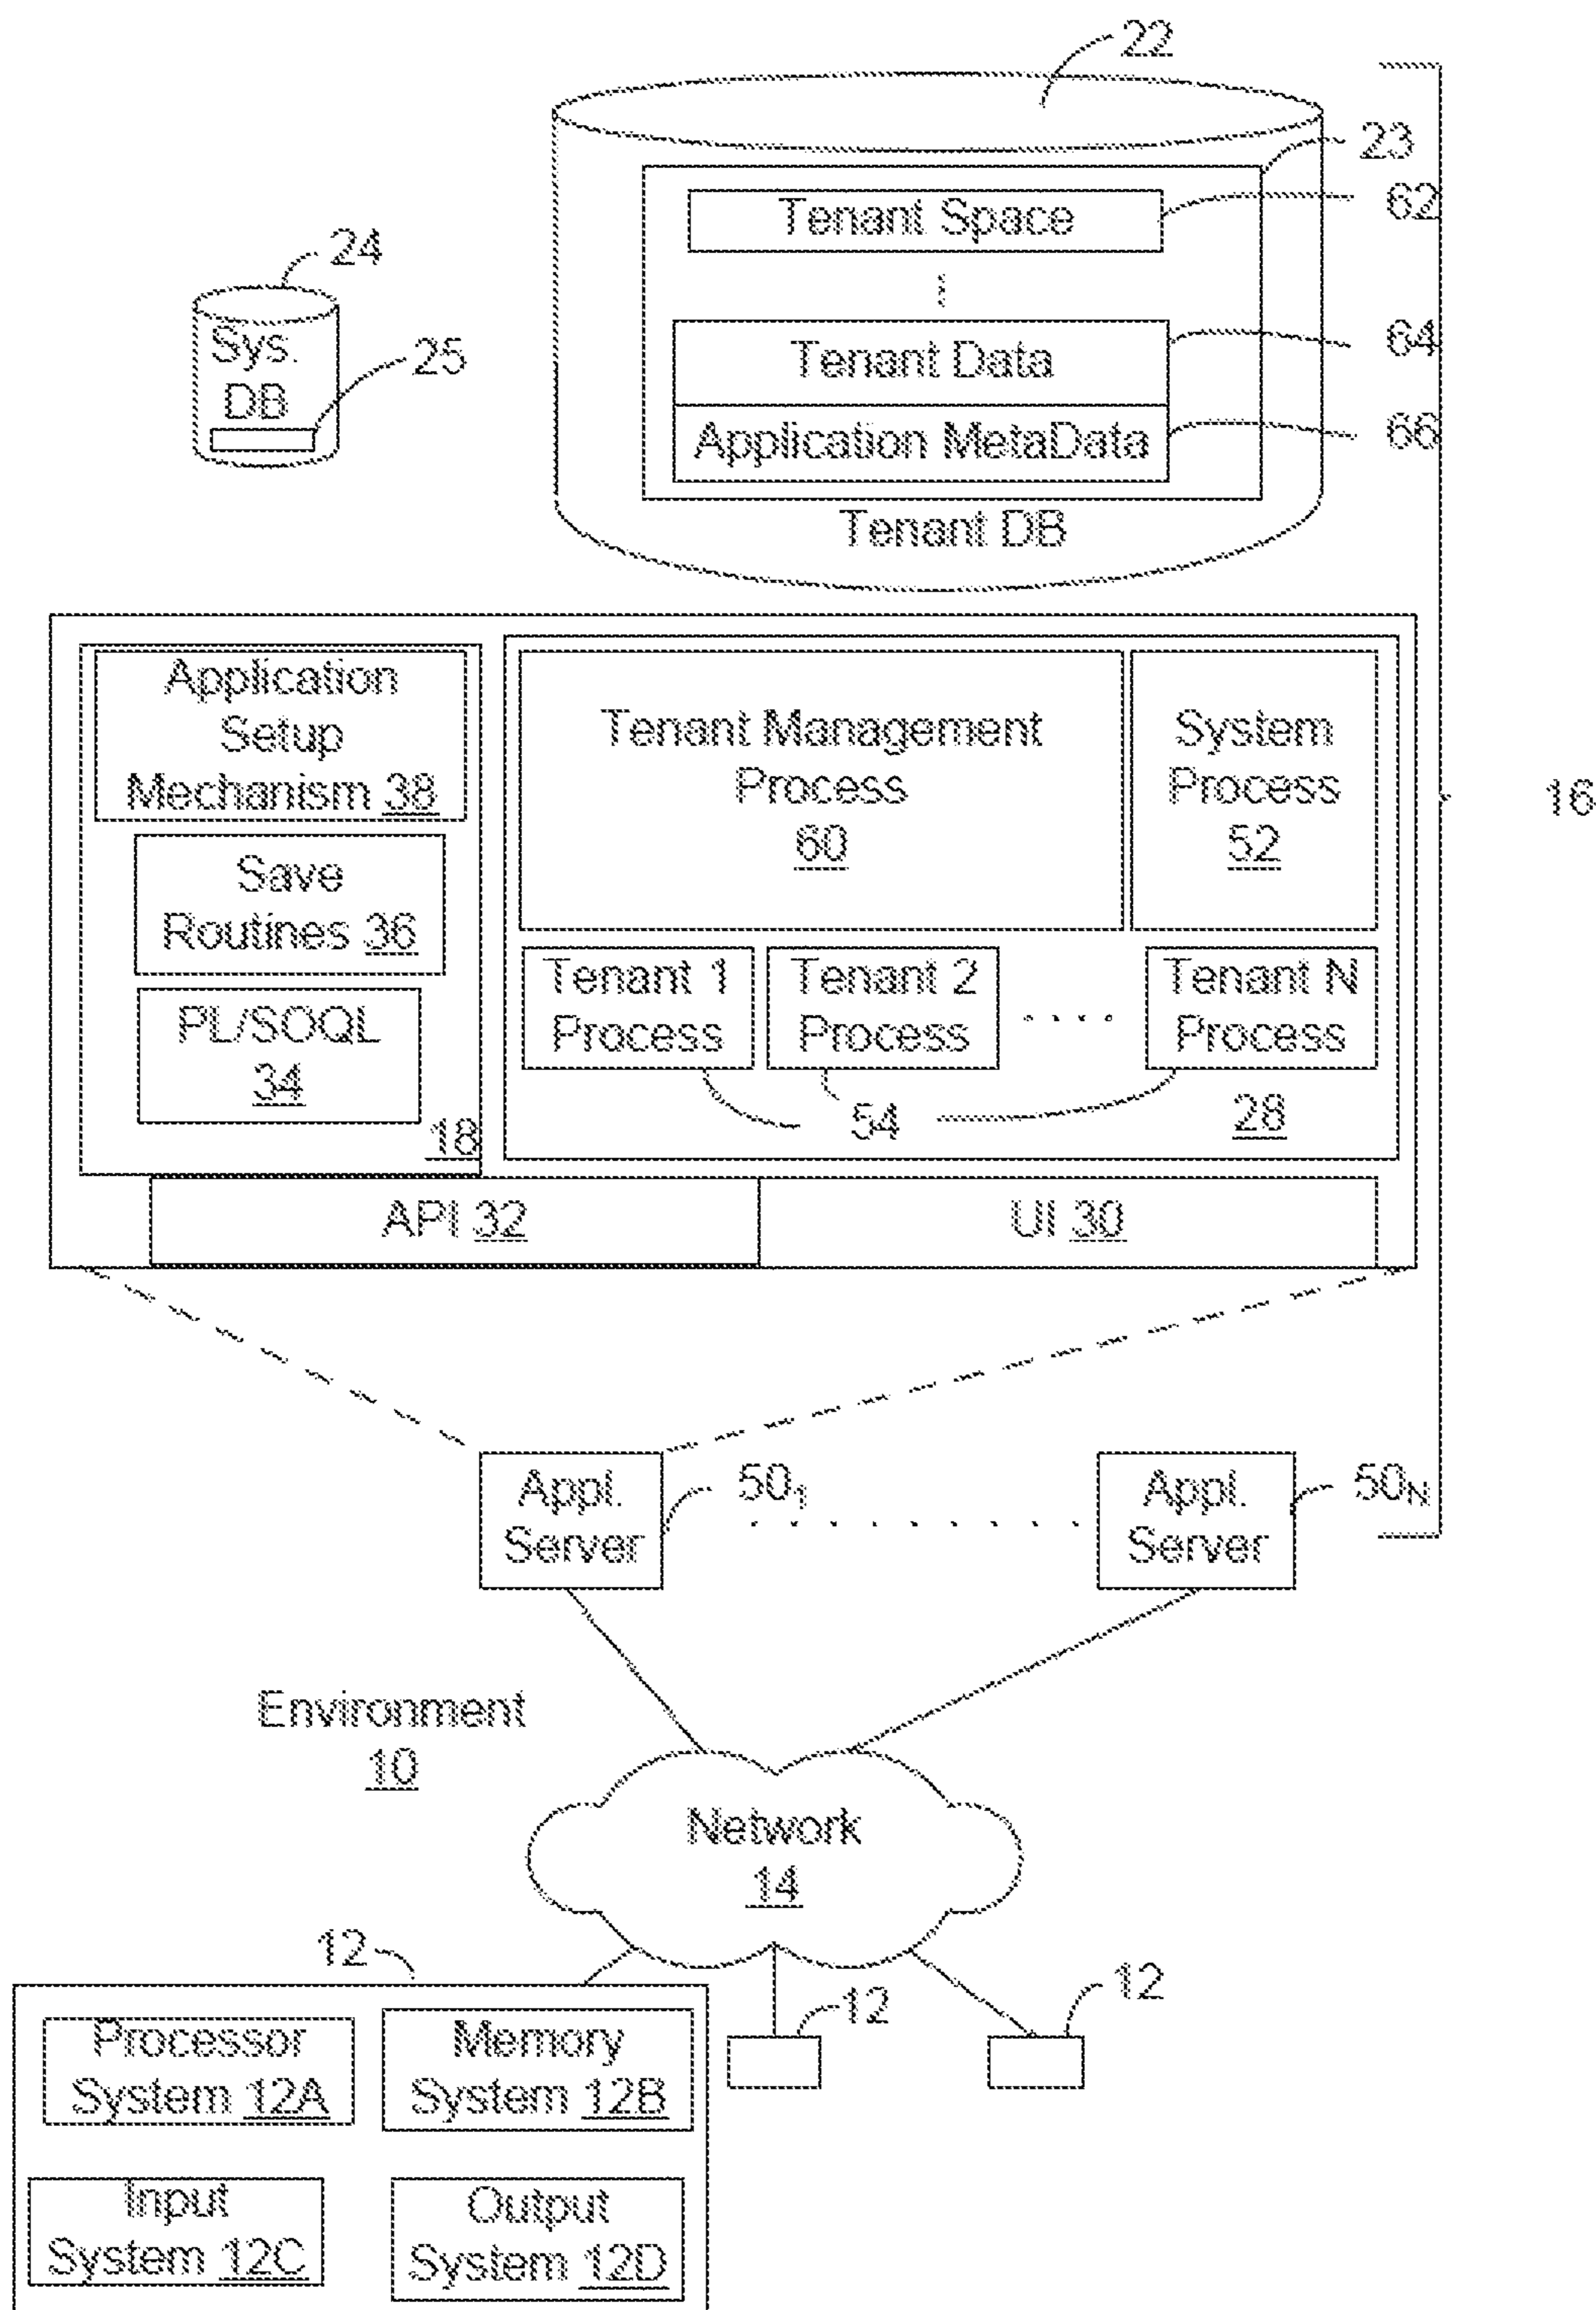 22
23
Tenant Space
62
24
Sys.
DB
25
Tenant Data
64
Application MetaData
66
Tenant DB
Application
Setup
Mechanism 38
Tenant Management
Process
60
System
Process
52
16
Save
Routines 36
PL/SOQL
34
18
Tenant 1
Process
Tenant 2
Process
Tenant N
Process
54
28
API 32
UI 30
Appl.
Server
50₁
Appl.
Server
50N
Environment
10
Network
14
12
12
12
Processor
System 12A
Memory
System 12B
Input
System 12C
Output
System 12D